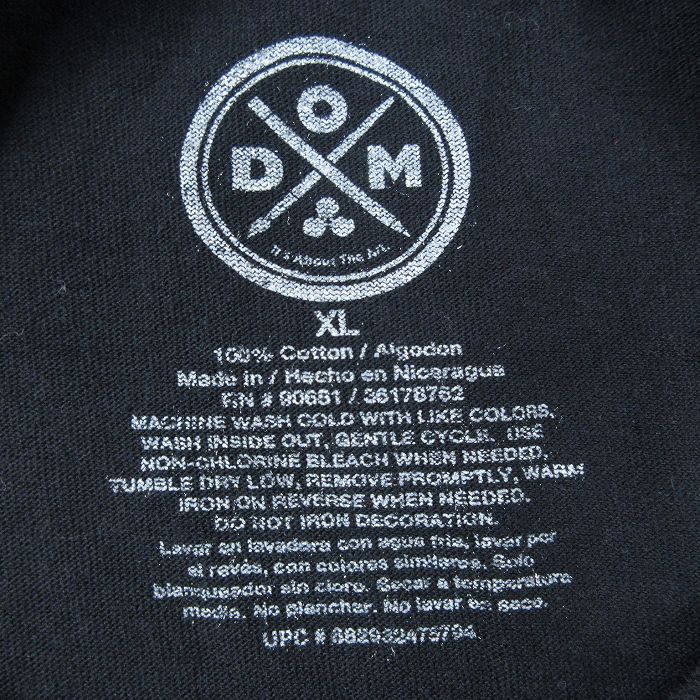 O
D M
It's About The Art.
XL
100% Cotton / Algodon
Made in / Hecho en Nicaragua
RN # 90651 / 36178762
MACHINE WASH COLD WITH LIKE COLORS.
WASH INSIDE OUT, GENTLE CYCLE. USE
NON-CHLORINE BLEACH WHEN NEEDED.
TUMBLE DRY LOW, REMOVE PROMPTLY, WARM
IRON ON REVERSE WHEN NEEDED.
DO NOT IRON DECORATION.
Lavar en lavadora con agua fria, lavar por
el revés, con colores similares. Solo
blanqueador sin cloro. Secar a temperatura
media. No planchar. No lavar en seco.
UPC #